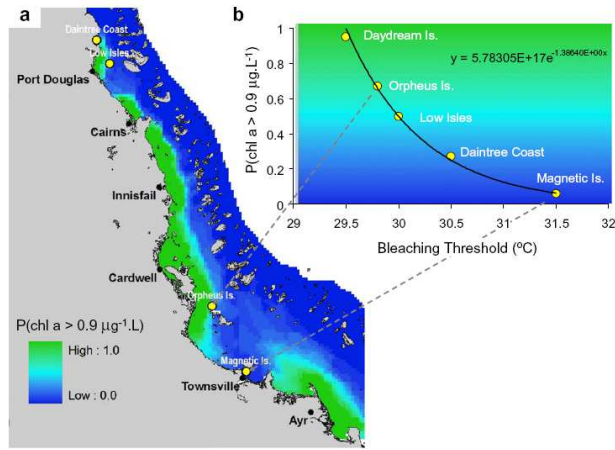 a
Daintree Coast
Low Isles
Port Douglas
Cairns
Innisfail
Cardwell
Orpheus Is.
P(chl a > 0.9 µg⁻¹.L)
High : 1.0
Low : 0.0
Magnetic Is.
Townsville
Ayr
b
P(chl a > 0.9 µg.L⁻¹)
1
0.8
0.6
0.4
0.2
0
Daydream Is.
y = 5.78305E+17e^-1.38640E+00x
Orpheus Is.
Low Isles
Daintree Coast
Magnetic Is.
29 29.5 30 30.5 31 31.5 32
Bleaching Threshold (ºC)